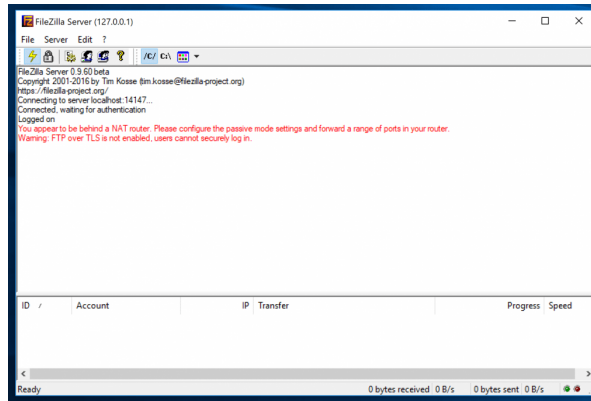 FileZilla Server (127.0.0.1)
File Server Edit ?
/C/ C:\
FileZilla Server 0.9.60 beta
Copyright 2001-2016 by Tim Kosse (tim.kosse@filezilla-project.org)
https://filezilla-project.org/
Connecting to server localhost:14147...
Connected, waiting for authentication
Logged on
You appear to be behind a NAT router. Please configure the passive mode settings and forward a range of ports in your router.
Warning: FTP over TLS is not enabled, users cannot securely log in.
ID / Account IP Transfer Progress Speed
Ready 0 bytes received 0 B/s 0 bytes sent 0 B/s